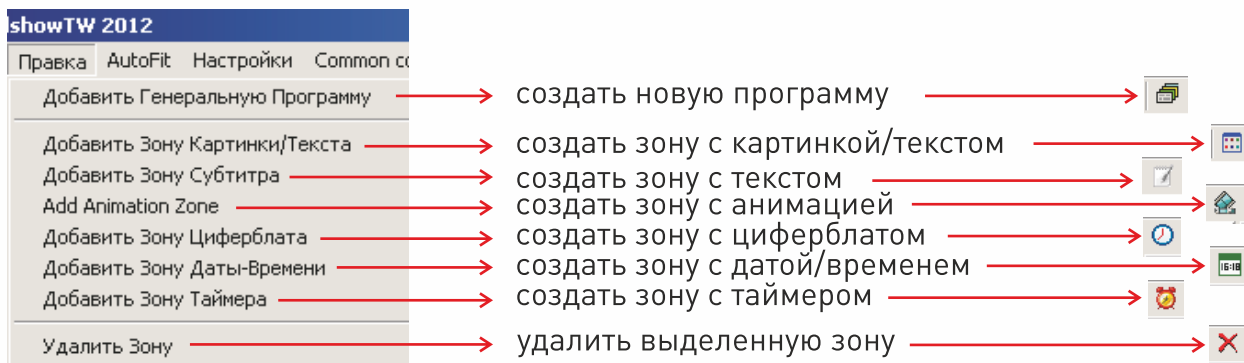 lshowTW 2012
Правка AutoFit Настройки Common co
Добавить Генеральную Программу создать новую программу
Добавить Зону Картинки/Текста создать зону с картинкой/текстом
Добавить Зону Субтитра создать зону с текстом
Add Animation Zone создать зону с анимацией
Добавить Зону Циферблата создать зону с циферблатом
Добавить Зону Даты-Времени создать зону с датой/временем 16:18
Добавить Зону Таймера создать зону с таймером
Удалить Зону удалить выделенную зону